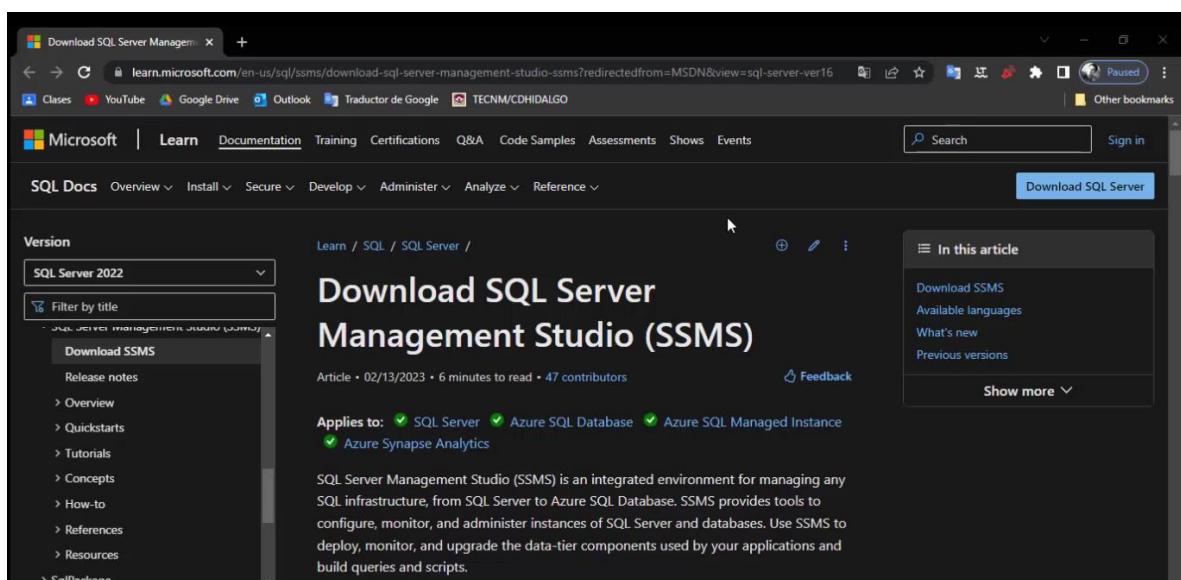 Download SQL Server Managem
learn.microsoft.com/en-us/sql/ssms/download-sql-server-management-studio-ssms?redirectedfrom=MSDN&view=sql-server-ver16 Paused
Clases YouTube Google Drive Outlook Traductor de Google TECNM/CDHIDALGO Other bookmarks
Microsoft Learn Documentation Training Certifications Q&A Code Samples Assessments Shows Events Search Sign in
SQL Docs Overview Install Secure Develop Administer Analyze Reference Download SQL Server
Version
SQL Server 2022
Filter by title
SQL Server Management Studio (SSMS)
Download SSMS
Release notes
Overview
Quickstarts
Tutorials
Concepts
How-to
References
Resources
SqlPackage
Learn / SQL / SQL Server /
Download SQL Server
Management Studio (SSMS)
Article • 02/13/2023 • 6 minutes to read • 47 contributors Feedback
Applies to: SQL Server Azure SQL Database Azure SQL Managed Instance
Azure Synapse Analytics
SQL Server Management Studio (SSMS) is an integrated environment for managing any
SQL infrastructure, from SQL Server to Azure SQL Database. SSMS provides tools to
configure, monitor, and administer instances of SQL Server and databases. Use SSMS to
deploy, monitor, and upgrade the data-tier components used by your applications and
build queries and scripts.
In this article
Download SSMS
Available languages
What's new
Previous versions
Show more